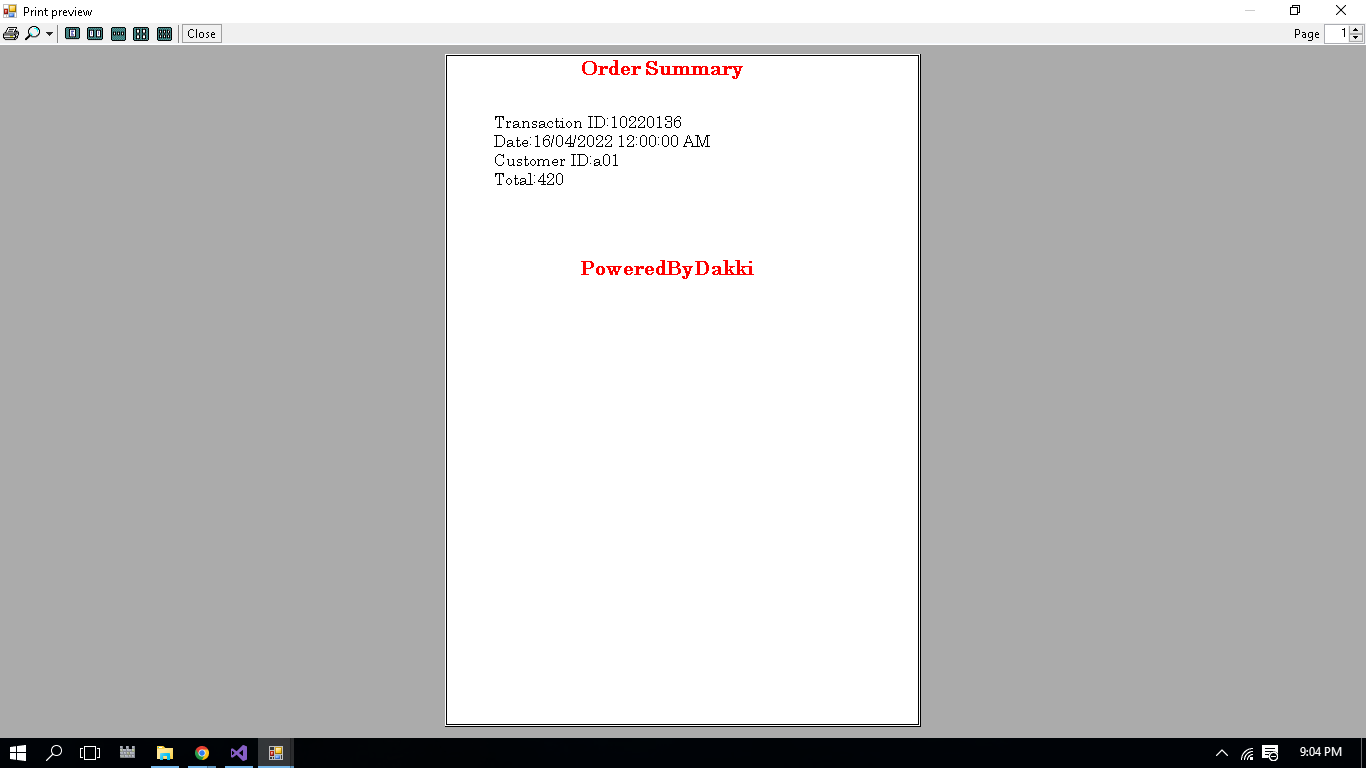 Print preview
Close
Page 1
Order Summary
Transaction ID:10220136
Date:16/04/2022 12:00:00 AM
Customer ID:a01
Total:420
PoweredByDakki
9:04 PM